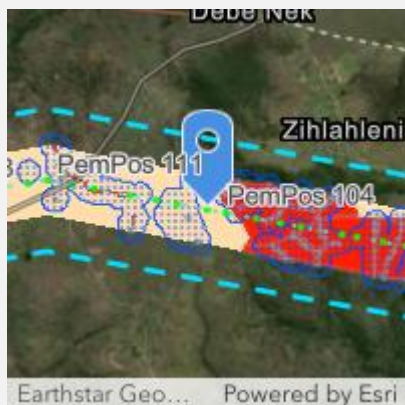 Debe Nek
Zihlahleni
PemPos 111
PemPos 104
Earthstar Geo... Powered by Esri